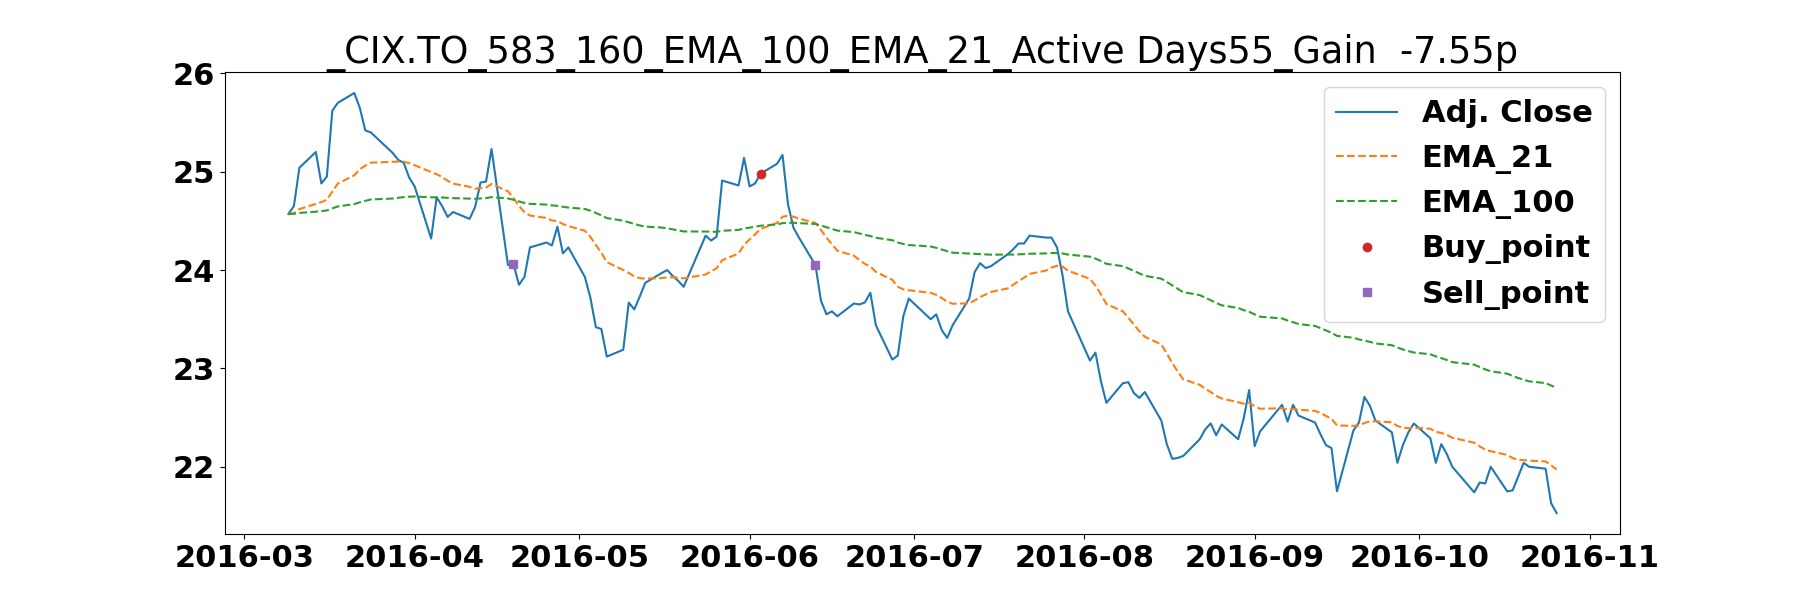 _CIX.TO_583_160_EMA_100_EMA_21_Active Days55_Gain  -7.55p
26
25
24
23
22
Adj. Close
EMA_21
EMA_100
Buy_point
Sell_point
2016-03 2016-04 2016-05 2016-06 2016-07 2016-08 2016-09 2016-10 2016-11